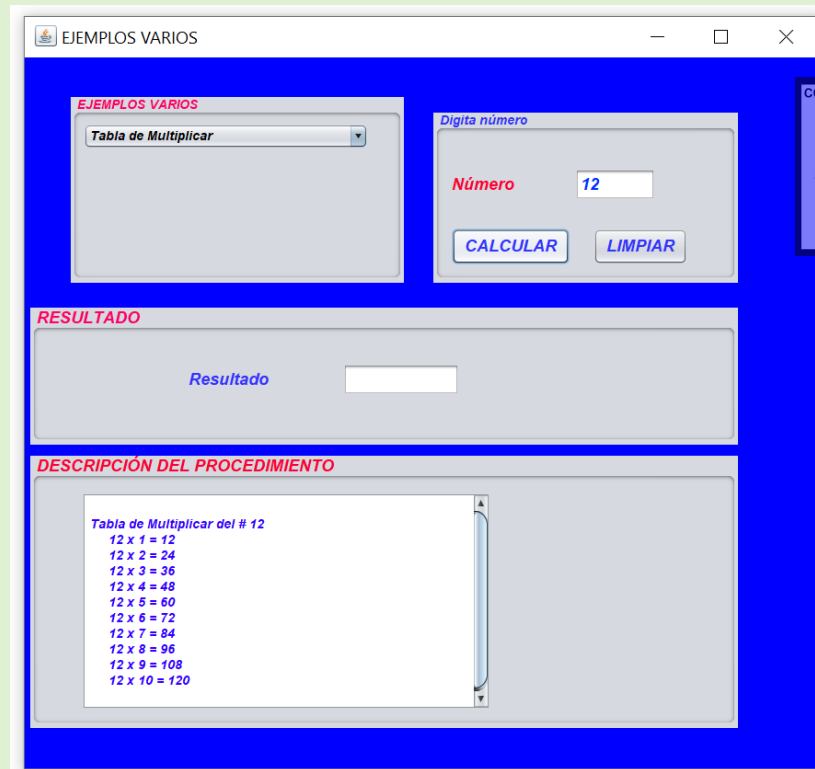 EJEMPLOS VARIOS
EJEMPLOS VARIOS
Tabla de Multiplicar
Digita número
Número
12
CALCULAR
LIMPIAR
RESULTADO
Resultado
DESCRIPCIÓN DEL PROCEDIMIENTO
Tabla de Multiplicar del # 12
12 x 1 = 12
12 x 2 = 24
12 x 3 = 36
12 x 4 = 48
12 x 5 = 60
12 x 6 = 72
12 x 7 = 84
12 x 8 = 96
12 x 9 = 108
12 x 10 = 120